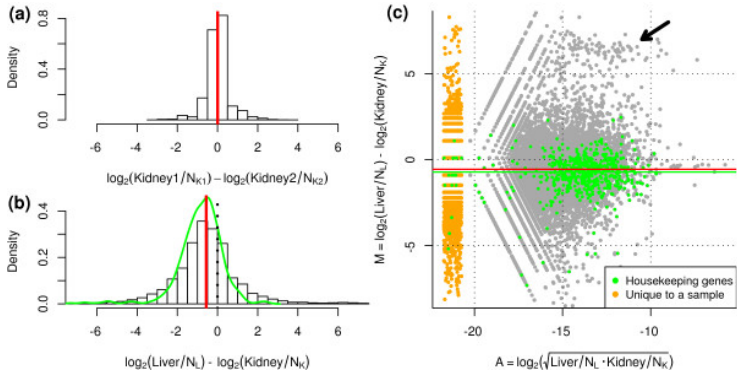 (a)
Density
0.8
0.4
0.0
-6 -4 -2 0 2 4 6
log2(Kidney1/NK1) – log2(Kidney2/NK2)
(b)
Density
0.4
0.2
0.0
-6 -4 -2 0 2 4 6
log2(Liver/NL) - log2(Kidney/NK)
(c)
M = log2(Liver/NL) - log2(Kidney/NK)
5
0
-5
Housekeeping genes
Unique to a sample
-20 -15 -10
A = log2(√Liver/NL · Kidney/NK)